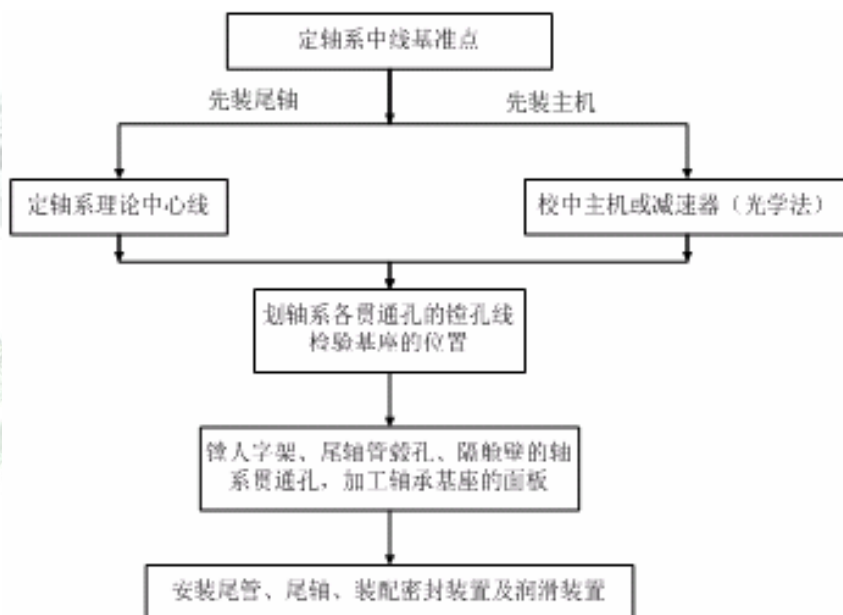 定轴系中线基准点
先装尾轴
先装主机
定轴系理论中心线
校中主机或减速器（光学法）
划轴系各贯通孔的镗孔线
检验基座的位置
镗人字架、尾轴管毂孔、隔舱壁的轴
系贯通孔，加工轴承基座的面板
安装尾管、尾轴、装配密封装置及润滑装置